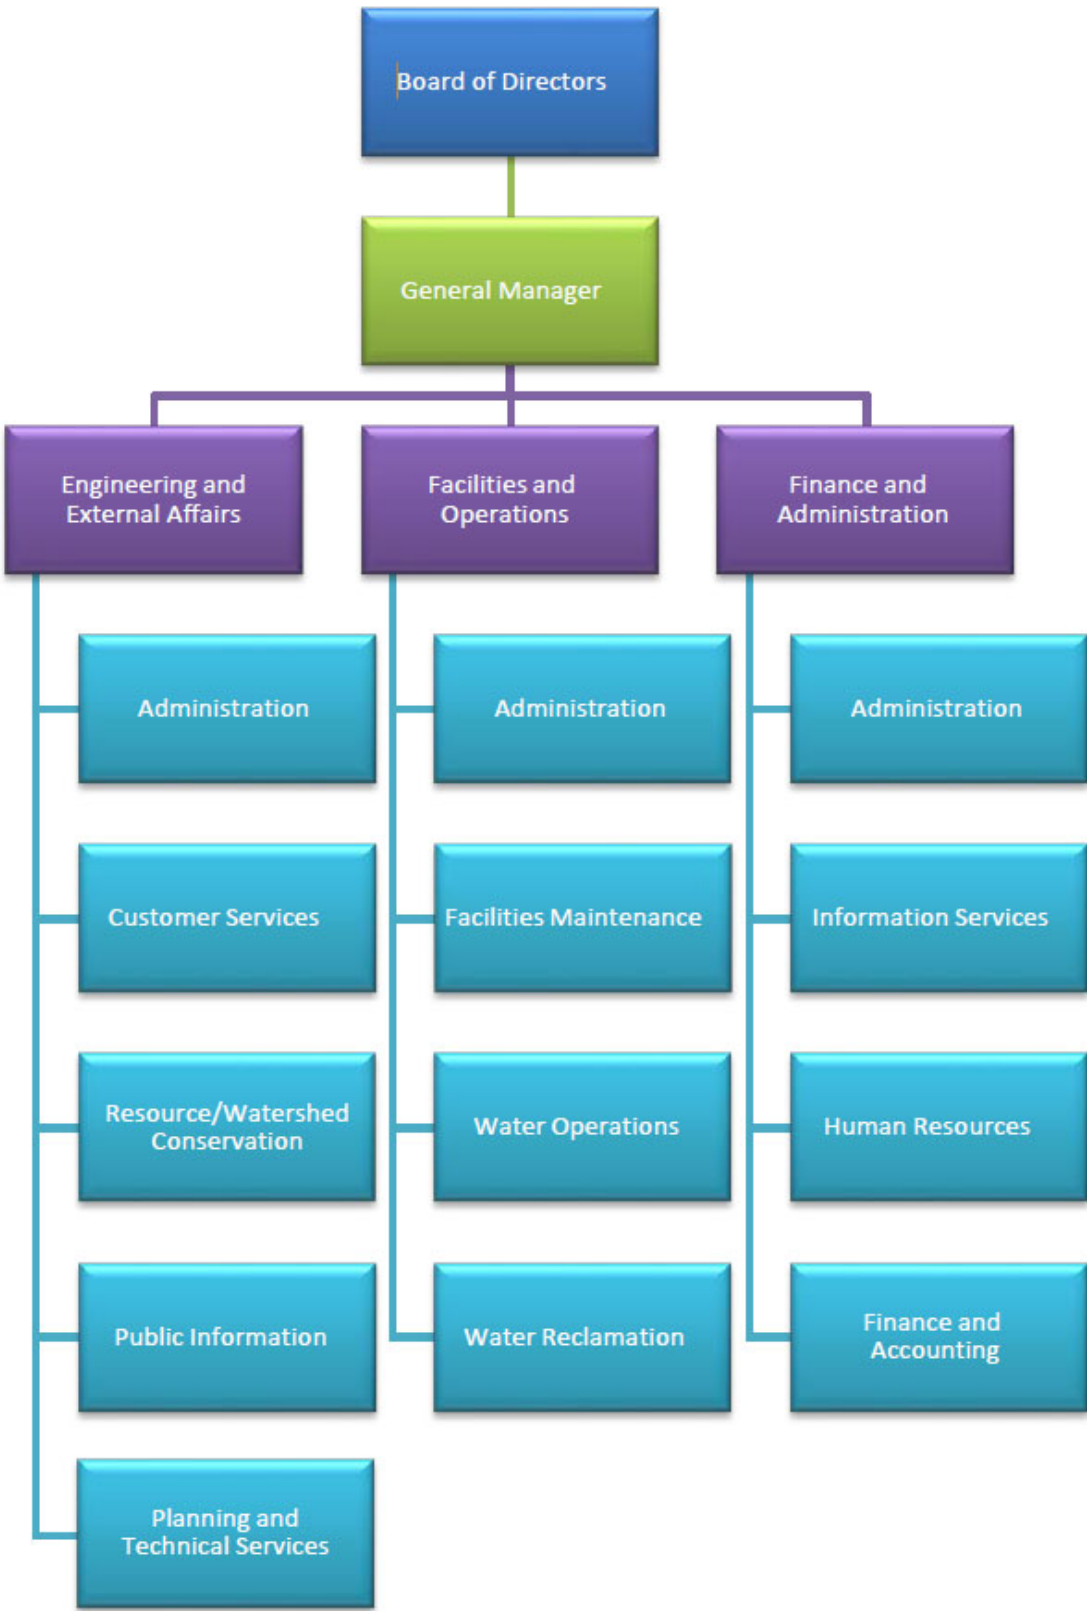 Board of Directors
General Manager
Engineering and
External Affairs
Facilities and
Operations
Finance and
Administration
Administration
Administration
Administration
Customer Services
Facilities Maintenance
Information Services
Resource/Watershed
Conservation
Water Operations
Human Resources
Public Information
Water Reclamation
Finance and
Accounting
Planning and
Technical Services